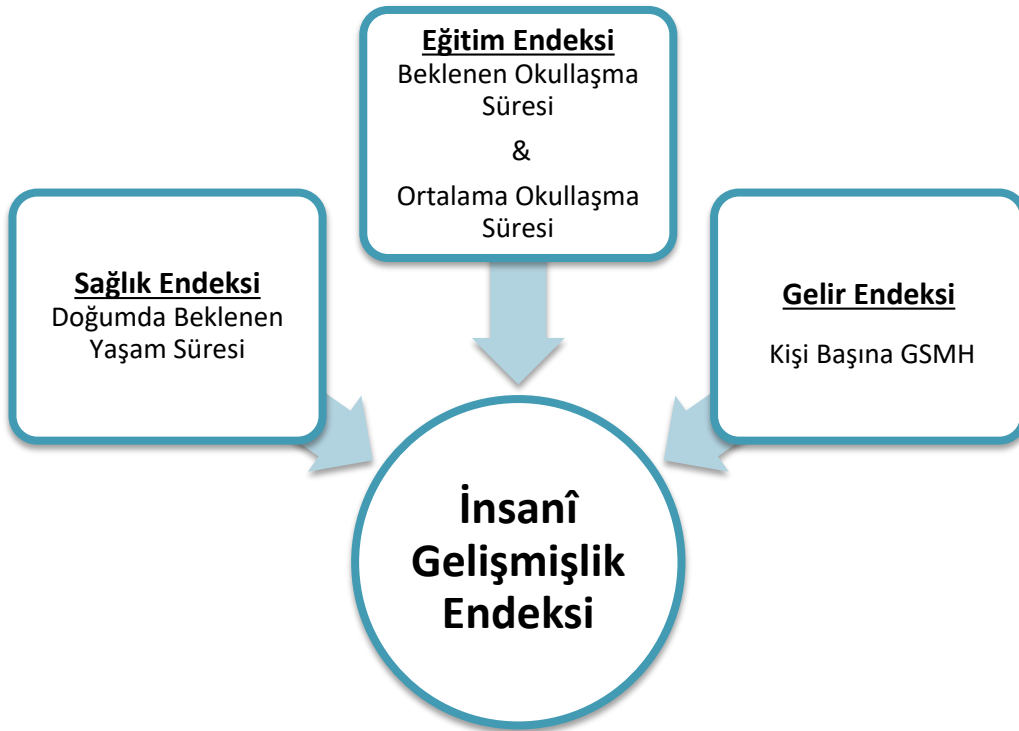 Eğitim Endeksi
Beklenen Okullaşma
Süresi
&
Ortalama Okullaşma
Süresi
Sağlık Endeksi
Doğumda Beklenen
Yaşam Süresi
Gelir Endeksi
Kişi Başına GSMH
İnsanî
Gelişmişlik
Endeksi